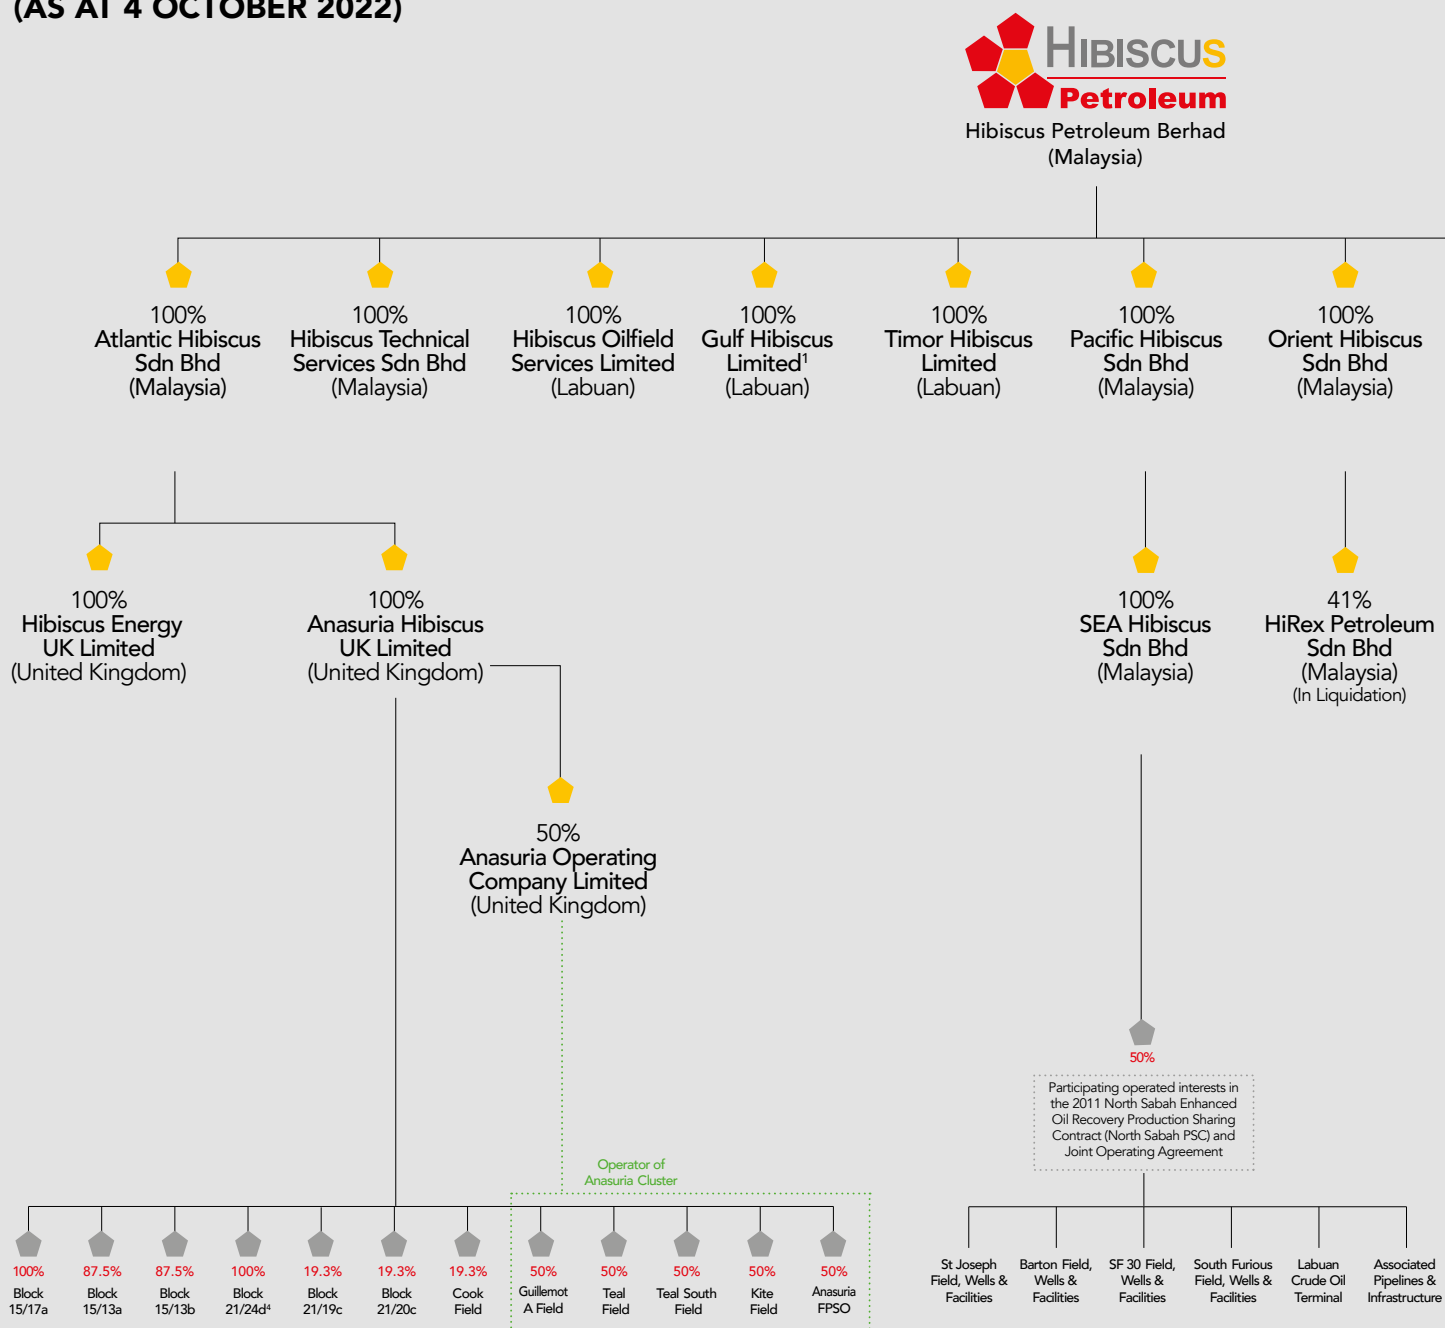 (AS AT 4 OCTOBER 2022)
HIBISCUS
Petroleum
Hibiscus Petroleum Berhad
(Malaysia)
100%
Atlantic Hibiscus
Sdn Bhd
(Malaysia)
100%
Hibiscus Technical
Services Sdn Bhd
(Malaysia)
100%
Hibiscus Oilfield
Services Limited
(Labuan)
100%
Gulf Hibiscus
Limited¹
(Labuan)
100%
Timor Hibiscus
Limited
(Labuan)
100%
Pacific Hibiscus
Sdn Bhd
(Malaysia)
100%
Orient Hibiscus
Sdn Bhd
(Malaysia)
100%
Hibiscus Energy
UK Limited
(United Kingdom)
100%
Anasuria Hibiscus
UK Limited
(United Kingdom)
100%
SEA Hibiscus
Sdn Bhd
(Malaysia)
41%
HiRex Petroleum
Sdn Bhd
(Malaysia)
(In Liquidation)
50%
Anasuria Operating
Company Limited
(United Kingdom)
50%
Participating operated interests in
the 2011 North Sabah Enhanced
Oil Recovery Production Sharing
Contract (North Sabah PSC) and
Joint Operating Agreement
Operator of
Anasuria Cluster
100%
Block
15/17a
87.5%
Block
15/13a
87.5%
Block
15/13b
100%
Block
21/24d⁴
19.3%
Block
21/19c
19.3%
Block
21/20c
19.3%
Cook
Field
50%
Guillemot
A Field
50%
Teal
Field
50%
Teal South
Field
50%
Kite
Field
50%
Anasuria
FPSO
St Joseph
Field, Wells &
Facilities
Barton Field,
Wells &
Facilities
SF 30 Field,
Wells &
Facilities
South Furious
Field, Wells &
Facilities
Labuan
Crude Oil
Terminal
Associated
Pipelines &
Infrastructure